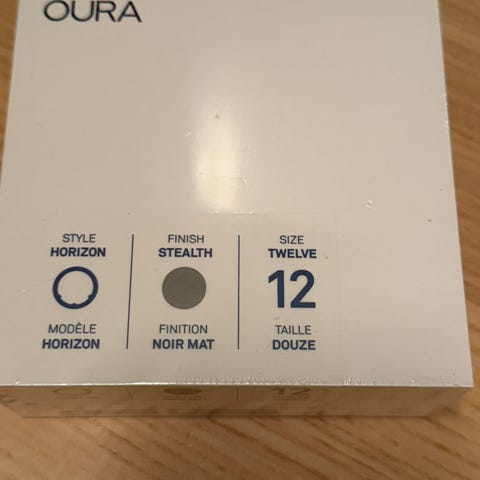 OURA
STYLE
HORIZON
MODÈLE
HORIZON
FINISH
STEALTH
FINITION
NOIR MAT
SIZE
TWELVE
12
TAILLE
DOUZE